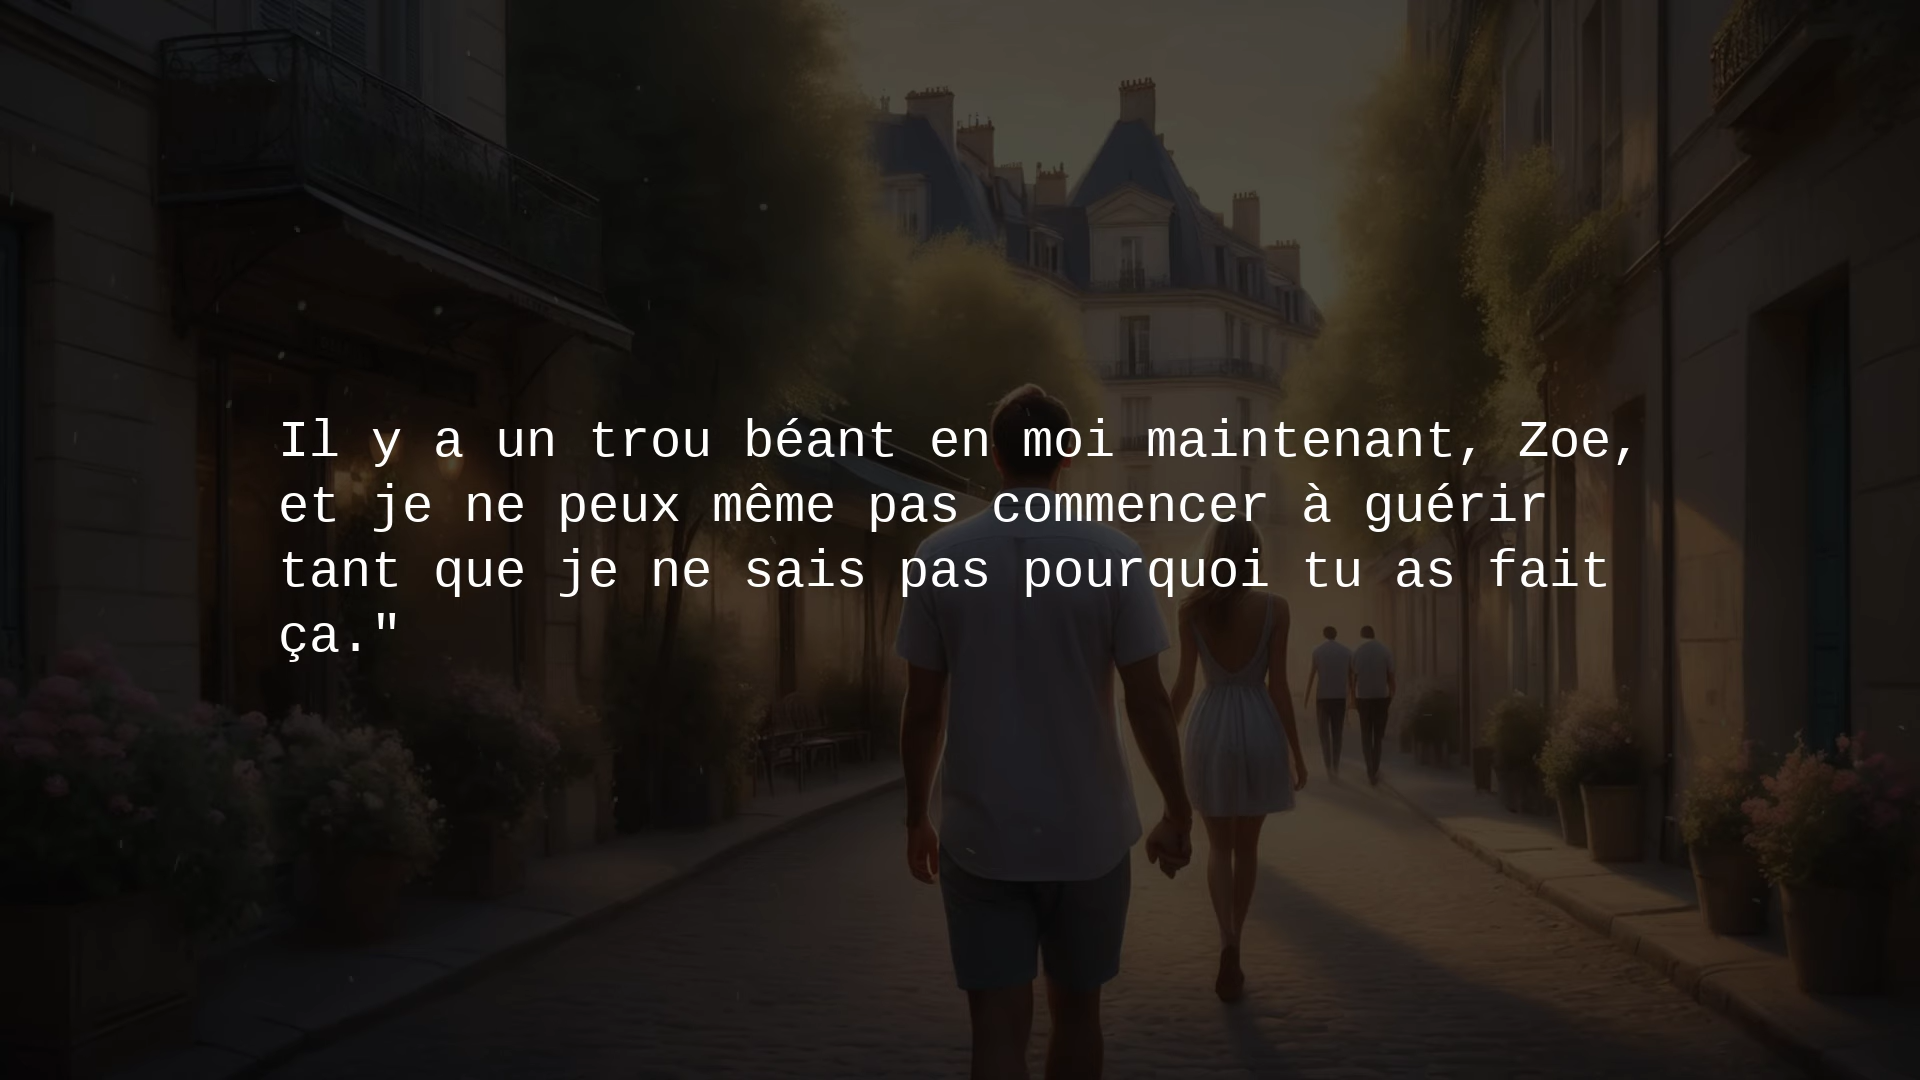 Il y a un trou béant en moi maintenant, Zoe,
et je ne peux même pas commencer à guérir
tant que je ne sais pas pourquoi tu as fait
ça."